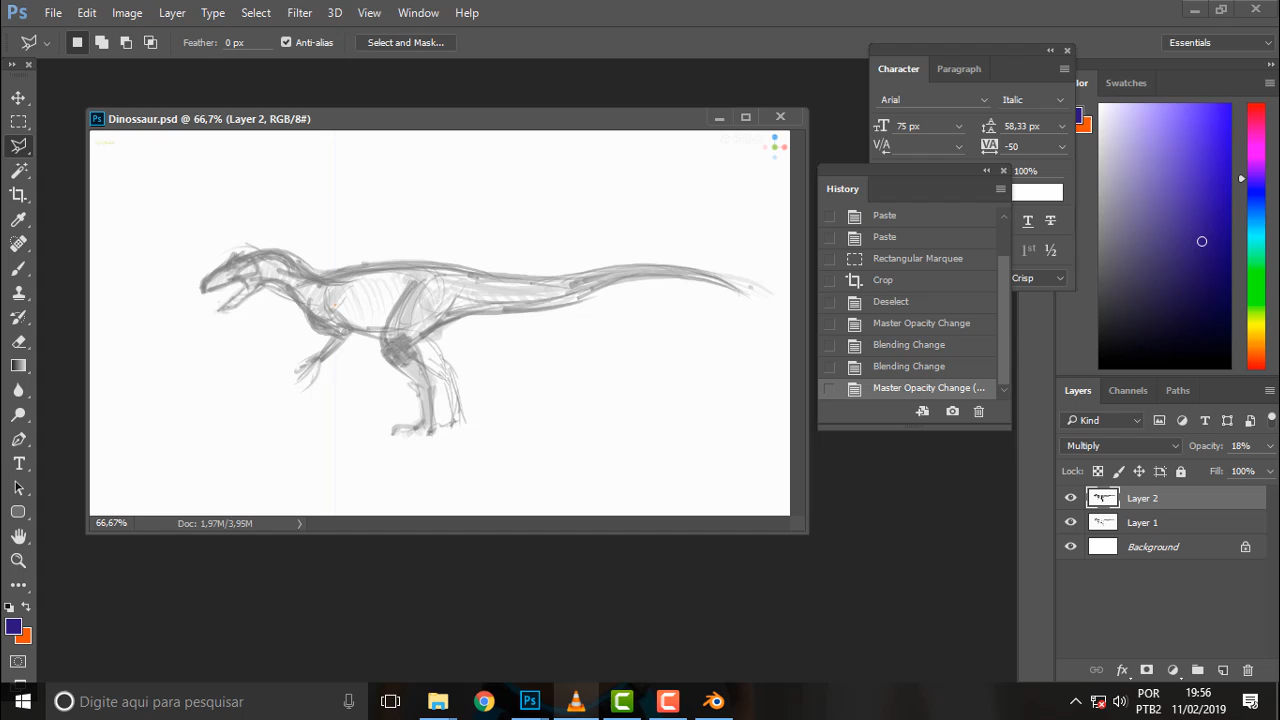 Ps File Edit Image Layer Type Select Filter 3D View Window Help
Feather: 0 px Anti-alias Select and Mask... Essentials
Character Paragraph
Swatches
Arial Italic
75 px 58,33 px
-50
100%
Crisp
Ps Dinosaur.psd @ 66,7% (Layer 2, RGB/8#)
66,67% Doc: 1,97M/3,95M
History
Paste
Paste
Rectangular Marquee
Crop
Deselect
Master Opacity Change
Blending Change
Blending Change
Master Opacity Change (...
Layers Channels Paths
Kind
Multiply Opacity: 18%
Lock: Fill: 100%
Layer 2
Layer 1
Background
Digite aqui para pesquisar
Ps
POR
PTB2
19:56
11/02/2019